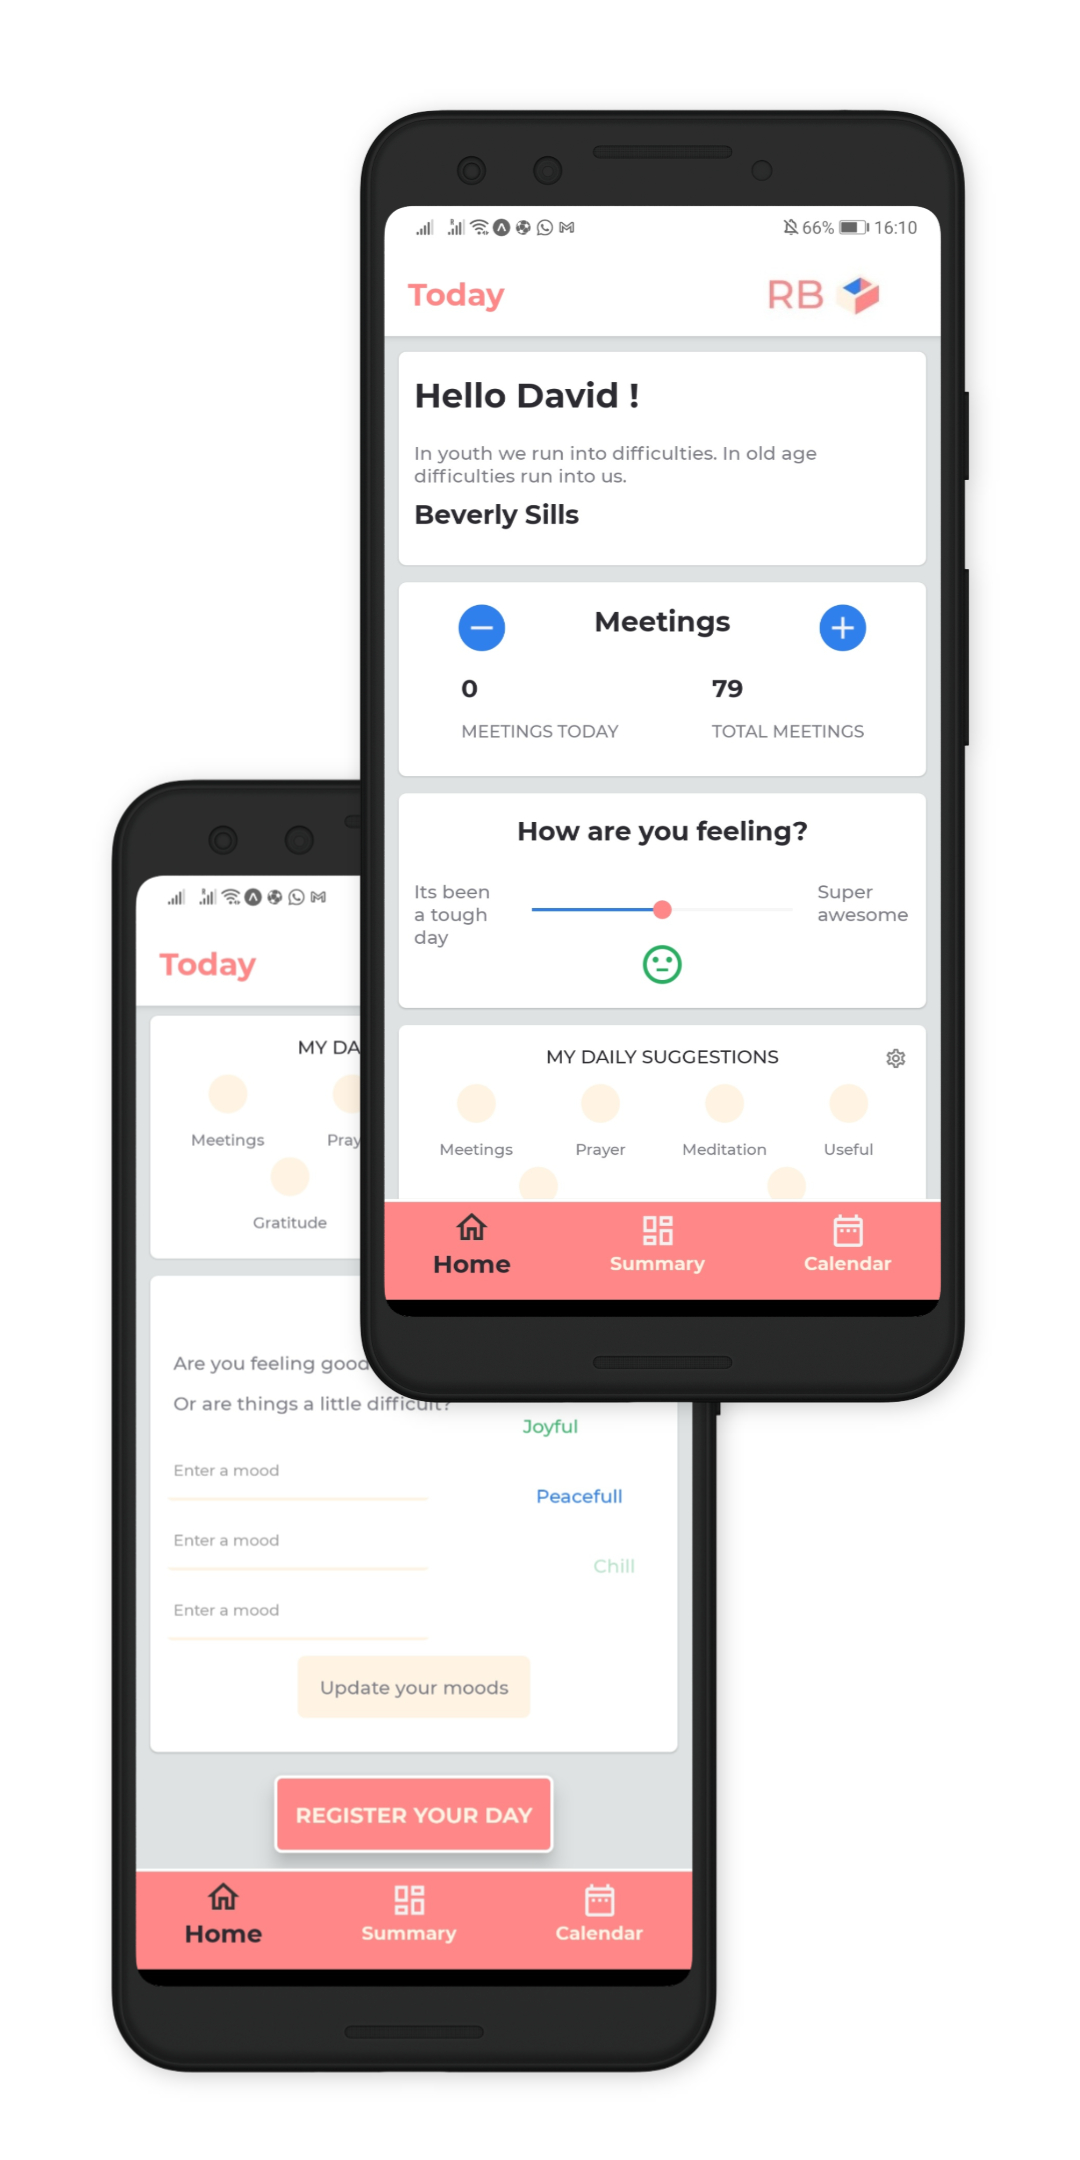 66% 16:10
Today
RB
Hello David !
In youth we run into difficulties. In old age
difficulties run into us.
Beverly Sills
Meetings
0
79
MEETINGS TODAY
TOTAL MEETINGS
How are you feeling?
Its been
a tough
day
Super
awesome
MY DAILY SUGGESTIONS
Meetings
Prayer
Meditation
Useful
Home
Summary
Calendar
Today
MY DA
Meetings
Pray
Gratitude
Are you feeling good
Or are things a little difficult?
Joyful
Enter a mood
Peacefull
Enter a mood
Chill
Enter a mood
Update your moods
REGISTER YOUR DAY
Home
Summary
Calendar